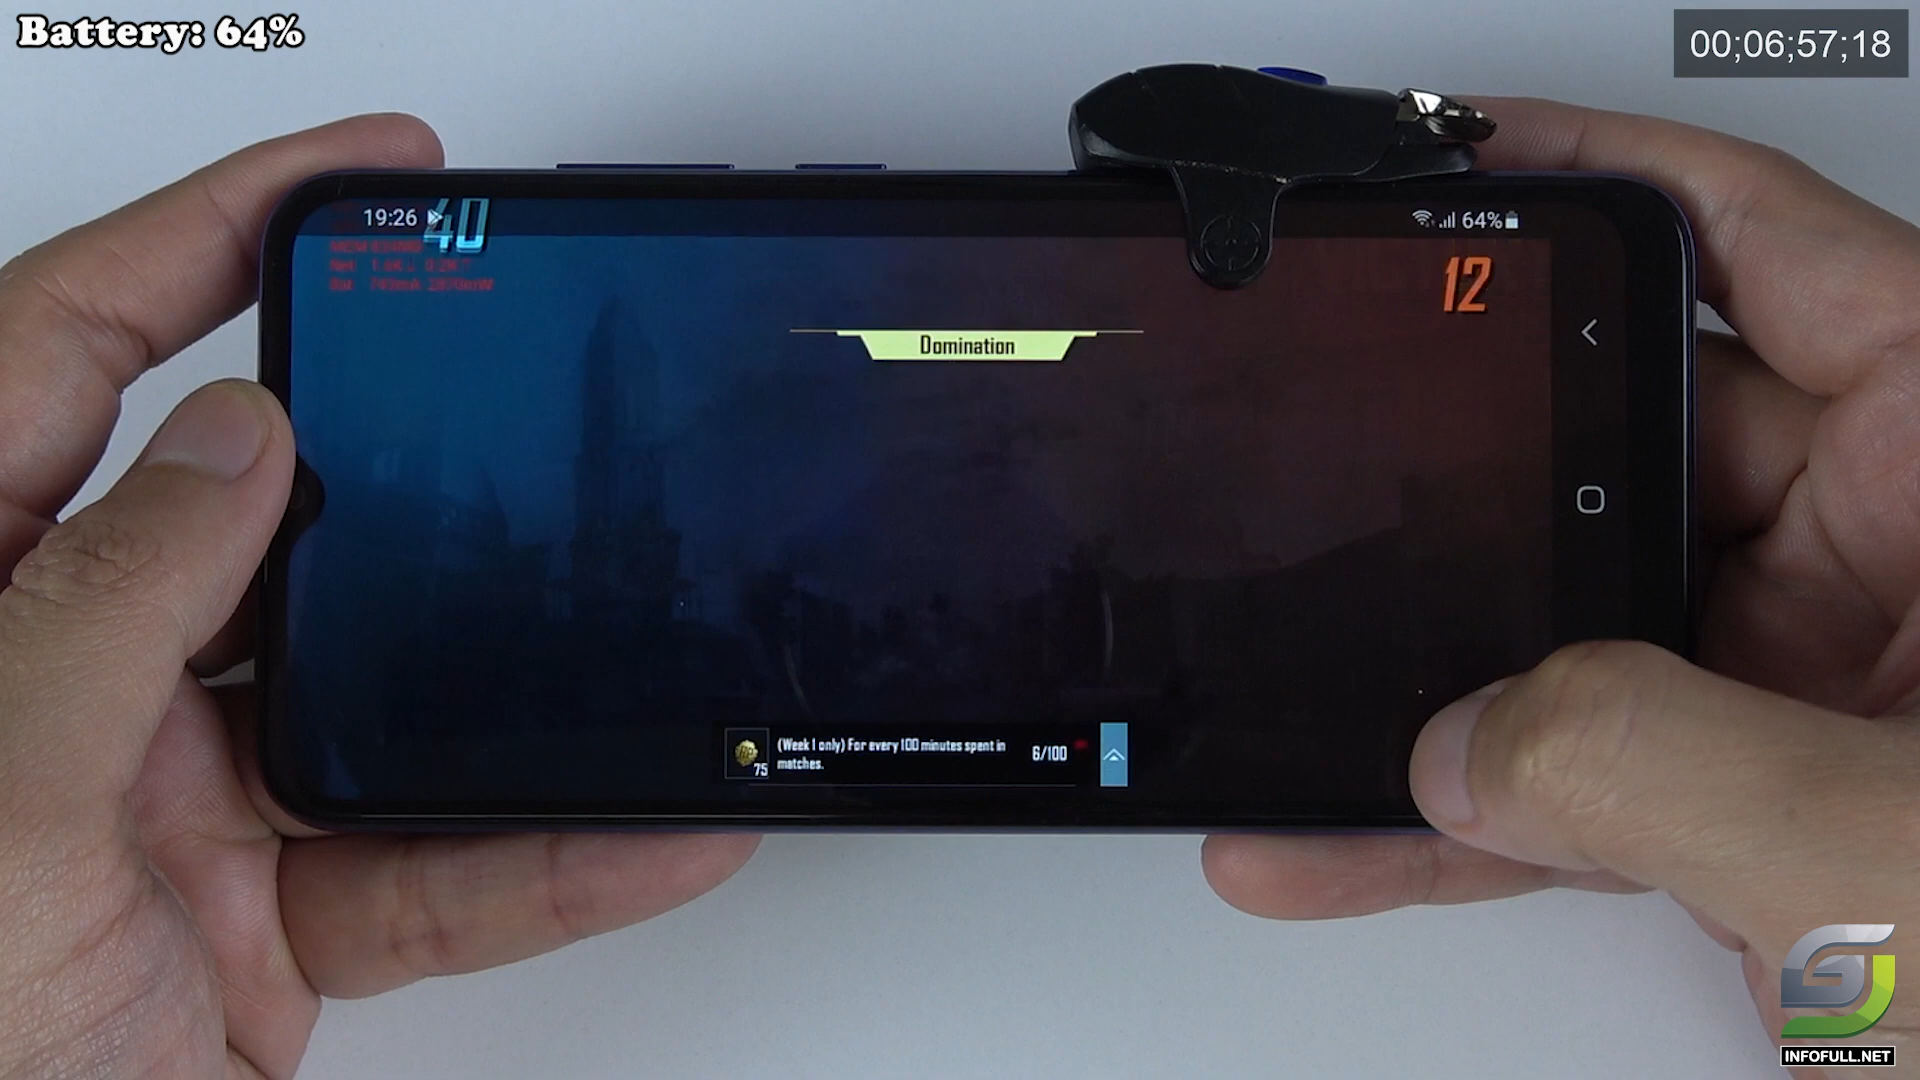 Battery: 64%
00;06;57;18
19:26
64%
40
12
Domination
(Week 1 only) For every 100 minutes spent in
matches.
6/100
75
INFOFULL.NET